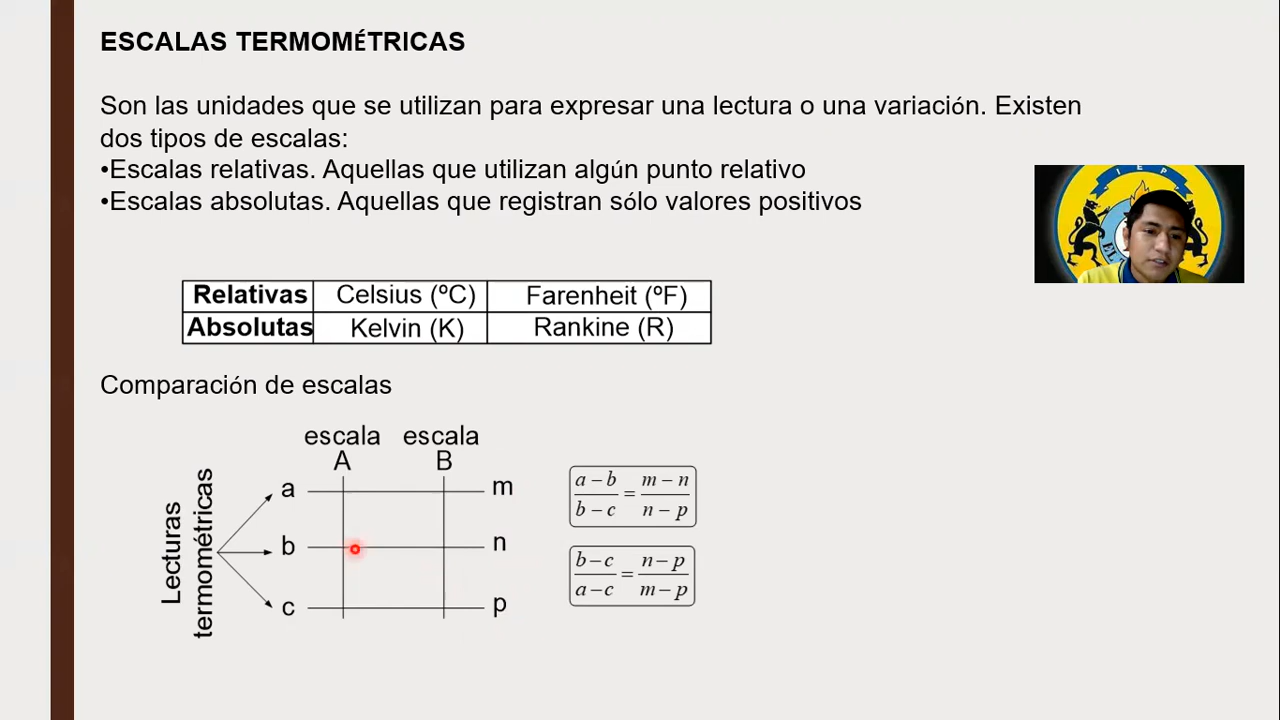 ESCALAS TERMOMÉTRICAS
Son las unidades que se utilizan para expresar una lectura o una variación. Existen
dos tipos de escalas:
•Escalas relativas. Aquellas que utilizan algún punto relativo
•Escalas absolutas. Aquellas que registran sólo valores positivos
I E P
EL
Relativas Celsius (ºC) Farenheit (ºF)
Absolutas Kelvin (K) Rankine (R)
Comparación de escalas
escala escala
A B
Lecturas
termométricas
a m
b n
c p
a – b / b – c = m – n / n – p
b – c / a – c = n – p / m – p